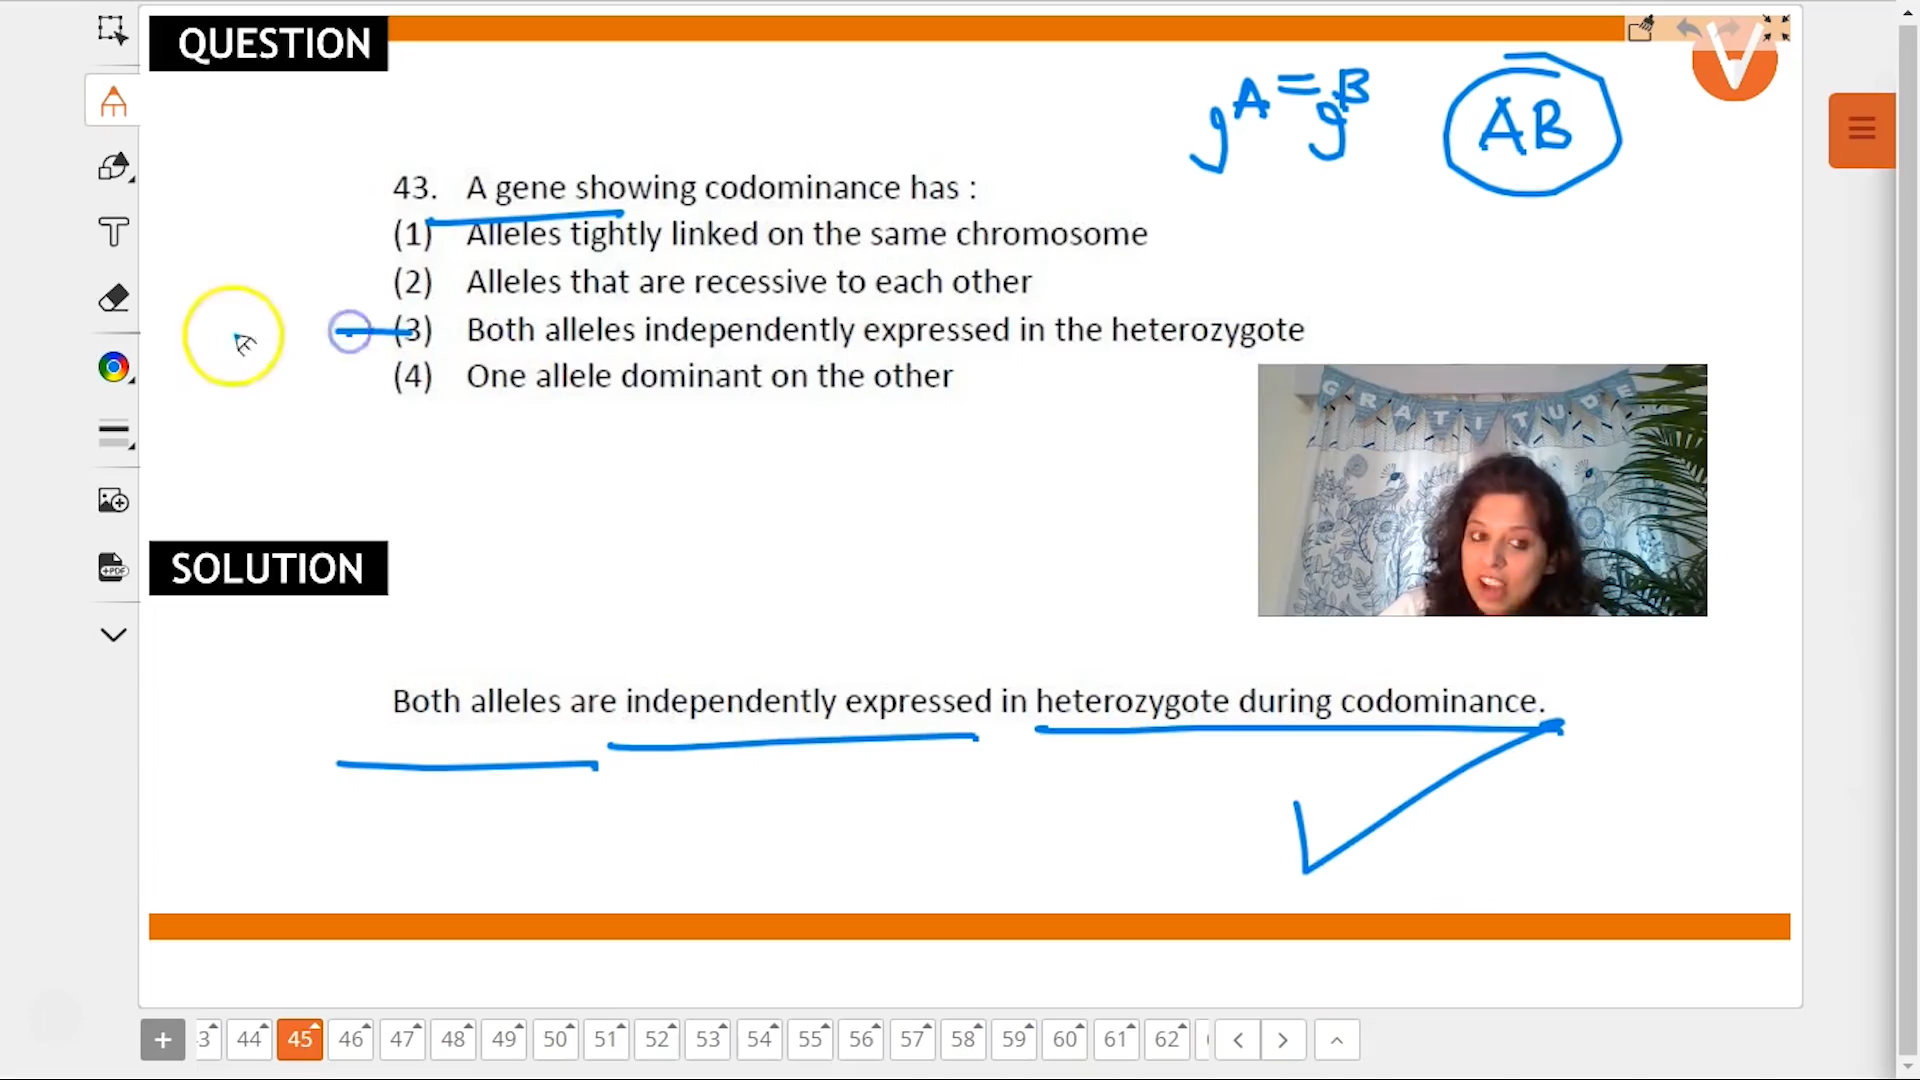 QUESTION
g^A = g^B
AB
43. A gene showing codominance has :
(1) Alleles tightly linked on the same chromosome
(2) Alleles that are recessive to each other
(3) Both alleles independently expressed in the heterozygote
(4) One allele dominant on the other
GRATITUDE
SOLUTION
Both alleles are independently expressed in heterozygote during codominance.
+PDF
+ 44 45 46 47 48 49 50 51 52 53 54 55 56 57 58 59 60 61 62